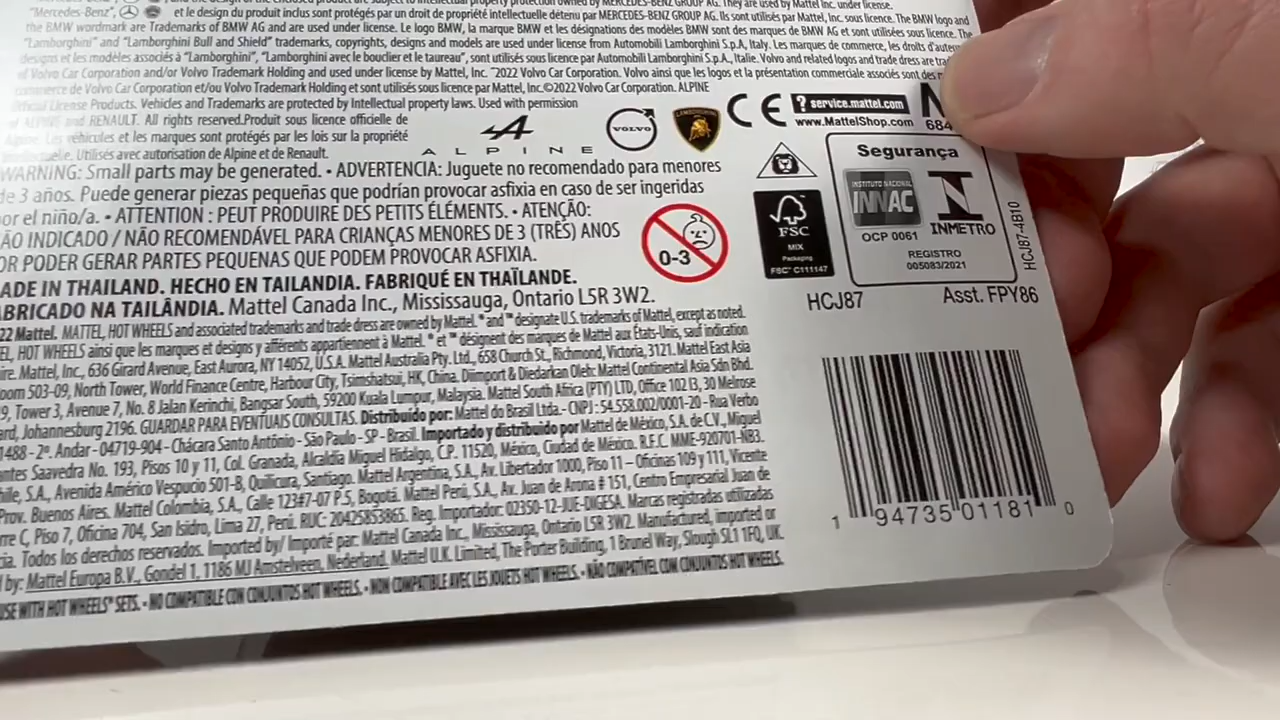 and the design of the enclosed product are subject to intellectual property protection owned by MERCEDES-BENZ GROUP AG. They are used by Mattel Inc. under license.
"Mercedes-Benz", et le design du produit inclus sont protégés par un droit de propriété intellectuelle détenu par MERCEDES-BENZ GROUP AG. Ils sont utilisés par Mattel, Inc. sous licence. The BMW logo and
the BMW wordmark are Trademarks of BMW AG and are used under license. Le logo BMW, la marque BMW et les désignations des modèles BMW sont des marques de BMW AG et sont utilisées sous licence. The
"Lamborghini" and "Lamborghini Bull and Shield" trademarks, copyrights, designs and models are used under license from Automobili Lamborghini S.p.A, Italy. Les marques de commerce, les droits
designs et les modèles associés à "Lamborghini", "Lamborghini avec le bouclier et le taureau", sont utilisés sous licence par Automobili Lamborghini S.p.A., Italie. Volvo and related logos and trade dress are
of Volvo Car Corporation and/or Volvo Trademark Holding and used under license by Mattel, Inc. ©2022 Volvo Car Corporation. Volvo ainsi que les logos et la présentation commerciale associés sont des
commerce de Volvo Car Corporation et/ou Volvo Trademark Holding et sont utilisés sous licence par Mattel, Inc.©2022 Volvo Car Corporation. ALPINE
Official License Products. Vehicles and Trademarks are protected by Intellectual property laws. Used with permission
of ALPINE and RENAULT. All rights reserved.Produit sous licence officielle de
Alpine. Les véhicules et les marques sont protégés par les lois sur la propriété
intellectuelle. Utilisés avec autorisation de Alpine et de Renault.
ALPINE
VOLVO
LAMBORGHINI
CE
? service.mattel.com
www.MattelShop.com
684
WARNING: Small parts may be generated. • ADVERTENCIA: Juguete no recomendado para menores
de 3 años. Puede generar piezas pequeñas que podrían provocar asfixia en caso de ser ingeridas
por el niño/a. • ATTENTION : PEUT PRODUIRE DES PETITS ÉLÉMENTS. • ATENÇÃO:
ÃO INDICADO / NÃO RECOMENDÁVEL PARA CRIANÇAS MENORES DE 3 (TRÊS) ANOS
OR PODER GERAR PARTES PEQUENAS QUE PODEM PROVOCAR ASFIXIA.
0-3
FSC
MIX
Packaging
FSC® C111147
Segurança
INSTITUTO NACIONAL
INNAC
OCP 0061
INMETRO
REGISTRO
005083/2021
HCJ87-4B10
ADE IN THAILAND. HECHO EN TAILANDIA. FABRIQUÉ EN THAÏLANDE.
ABRICADO NA TAILÂNDIA. Mattel Canada Inc., Mississauga, Ontario L5R 3W2.
HCJ87
Asst. FPY86
22 Mattel. MATTEL, HOT WHEELS and associated trademarks and trade dress are owned by Mattel. ® and ™ designate U.S. trademarks of Mattel, except as noted.
EL, HOT WHEELS ainsi que les marques et designs y afférents appartiennent à Mattel. ® et ™ désignent des marques de Mattel aux États-Unis, sauf indication
ire. Mattel, Inc., 636 Girard Avenue, East Aurora, NY 14052, U.S.A. Mattel Australia Pty. Ltd., 658 Church St., Richmond, Victoria, 3121. Mattel East Asia
oom 503-09, North Tower, World Finance Centre, Harbour City, Tsimshatsui, HK, China. Diimport & Diedarkan Oleh: Mattel Continental Asia Sdn Bhd.
9, Tower 3, Avenue 7, No. 8 Jalan Kerinchi, Bangsar South, 59200 Kuala Lumpur, Malaysia. Mattel South Africa (PTY) LTD, Office 102 I3, 30 Melrose
ard, Johannesburg 2196. GUARDAR PARA EVENTUAIS CONSULTAS. Distribuído por: Mattel do Brasil Ltda. - CNPJ : 54.558.002/0001-20 - Rua Verbo
1488 - 2º. Andar - 04719-904 - Chácara Santo Antônio - São Paulo - SP - Brasil. Importado y distribuido por Mattel de México, S.A. de C.V., Miguel
antes Saavedra No. 193, Pisos 10 y 11, Col. Granada, Alcaldía Miguel Hidalgo, C.P. 11520, México, Ciudad de México. R.F.C. MME-920701-NB3.
hile, S.A., Avenida Américo Vespucio 501-B, Quilicura, Santiago. Mattel Argentina, S.A., Av. Libertador 1000, Piso 11 – Oficinas 109 y 111, Vicente
Prov. Buenos Aires. Mattel Colombia, S.A., Calle 123#7-07 P.5, Bogotá. Mattel Perú, S.A., Av. Juan de Arona # 151, Centro Empresarial Juan de
rre C, Piso 7, Oficina 704, San Isidro, Lima 27, Perú. RUC: 20425853865. Reg. Importador: 02350-12-JUE-DIGESA. Marcas registradas utilizadas
cia. Todos los derechos reservados. Imported by/ Importé par: Mattel Canada Inc., Mississauga, Ontario L5R 3W2. Manufactured, imported or
by: Mattel Europa B.V., Gondel 1, 1186 MJ Amstelveen, Nederland. Mattel U.K. Limited, The Porter Building, 1 Brunel Way, Slough SL1 1FQ, UK.
USE WITH HOT WHEELS® SETS. • NO COMPATIBLE CON CONJUNTOS HOT WHEELS. • NON COMPATIBLE AVEC LES JOUETS HOT WHEELS. • NÃO COMPATÍVEL COM CONJUNTOS HOT WHEELS.
1 94735 01181 0